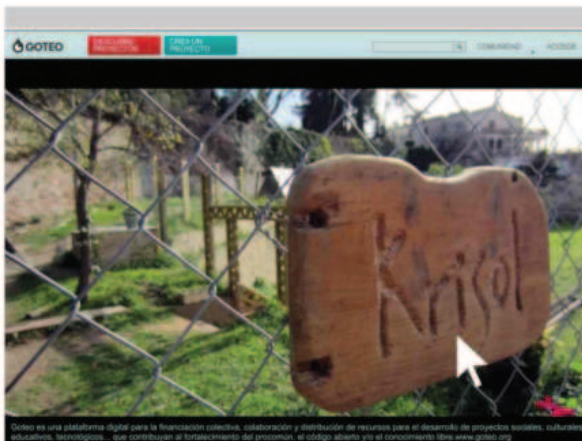 GOTEO
DESCUBRE PROYECTOS
CREA UN PROYECTO
COMUNIDAD
ACCEDE
Krisol
Goteo es una plataforma digital para la financiación colectiva, colaboración y distribución de recursos para el desarrollo de proyectos sociales, culturales
educativos, tecnológicos... que contribuyan al fortalecimiento del procomún, el código abierto y/o el conocimiento libre.www.goteo.org